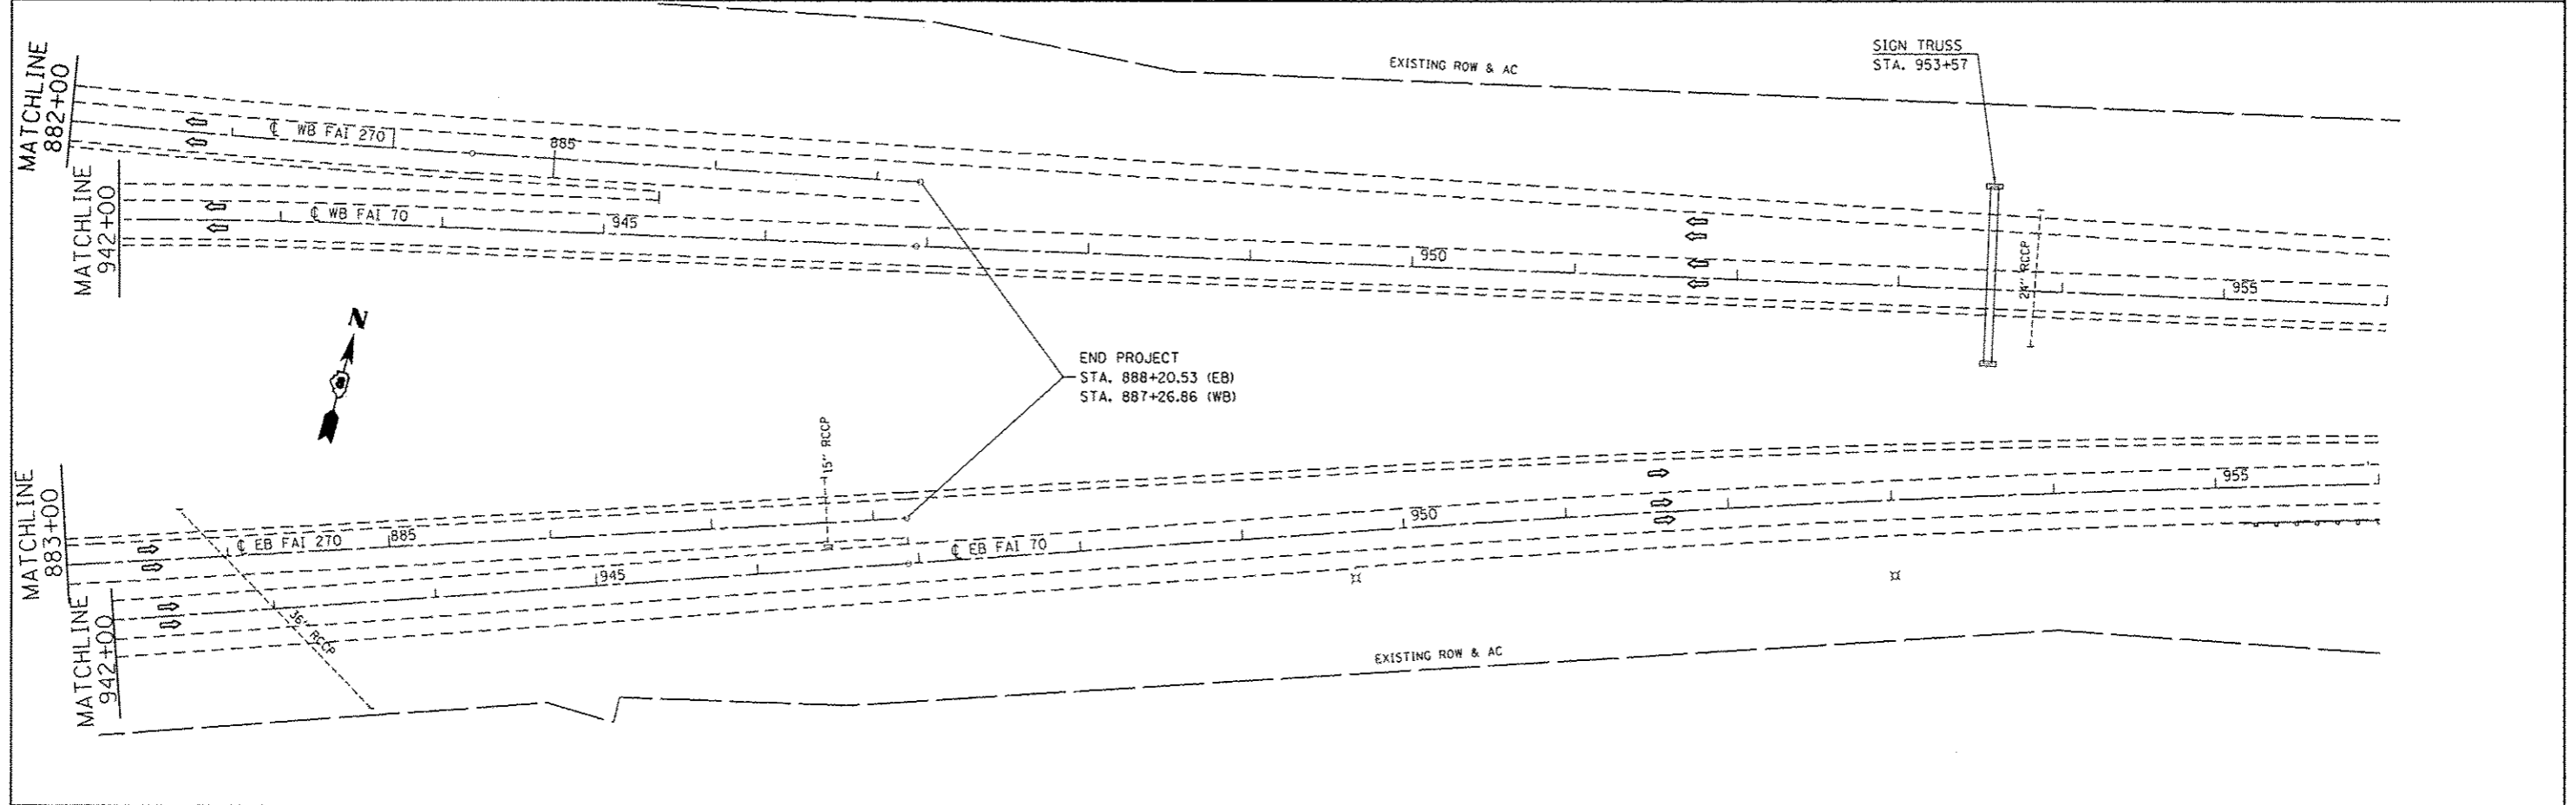 EXISTING ROW & AC
SIGN TRUSS
STA. 953+57
MATCHLINE
882+00
℄ WB FAI 270
885
MATCHLINE
942+00
℄ WB FAI 70
945
950
955
24" RCCP
N
END PROJECT
STA. 888+20.53 (EB)
STA. 887+26.86 (WB)
15" RCCP
MATCHLINE
883+00
℄ EB FAI 270
885
MATCHLINE
942+00
945
℄ EB FAI 70
950
955
36" RCCP
EXISTING ROW & AC